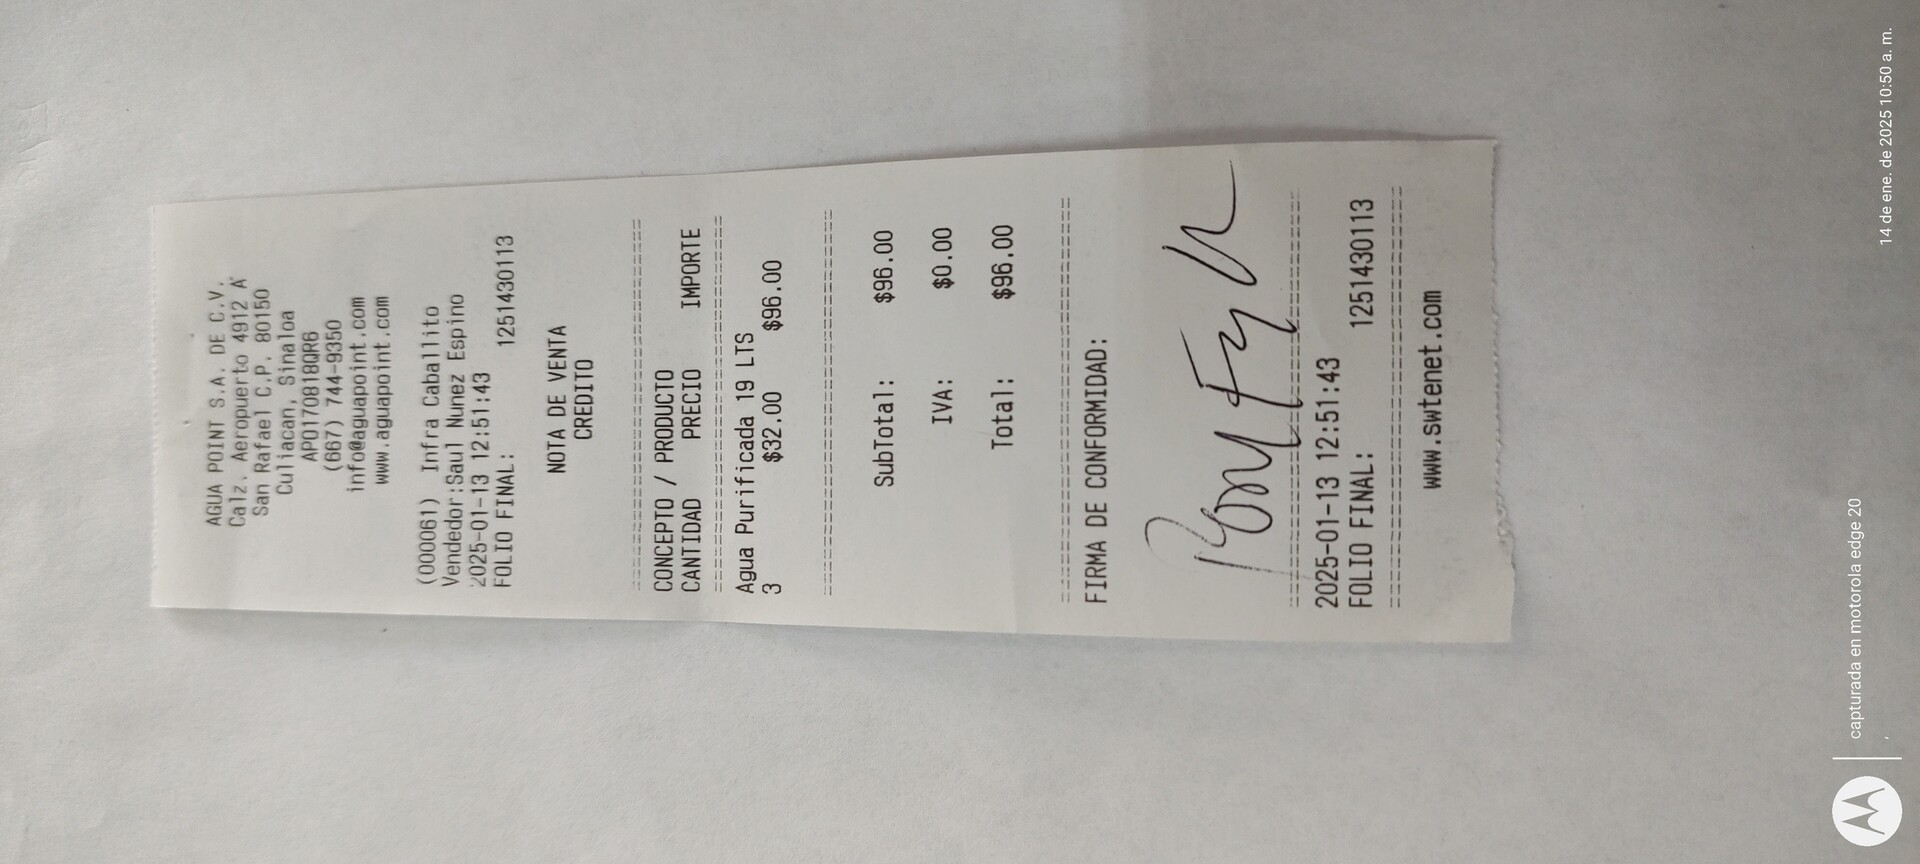 AGUA POINT S.A. DE C.V.
Calz. Aeropuerto 4912 A
San Rafael C.P. 80150
Culiacan, Sinaloa
APO170818QR6
(667) 744-9350
info@aguapoint.com
www.aguapoint.com
(000061) Infra Caballito
Vendedor:Saul Nunez Espino
2025-01-13 12:51:43
FOLIO FINAL: 1251430113
NOTA DE VENTA
CREDITO
CONCEPTO / PRODUCTO
CANTIDAD PRECIO IMPORTE
Agua Purificada 19 LTS
3 $32.00 $96.00
SubTotal: $96.00
IVA: $0.00
Total: $96.00
FIRMA DE CONFORMIDAD:
2025-01-13 12:51:43
FOLIO FINAL: 1251430113
www.swtenet.com
capturada en motorola edge 20
14 de ene. de 2025 10:50 a. m.